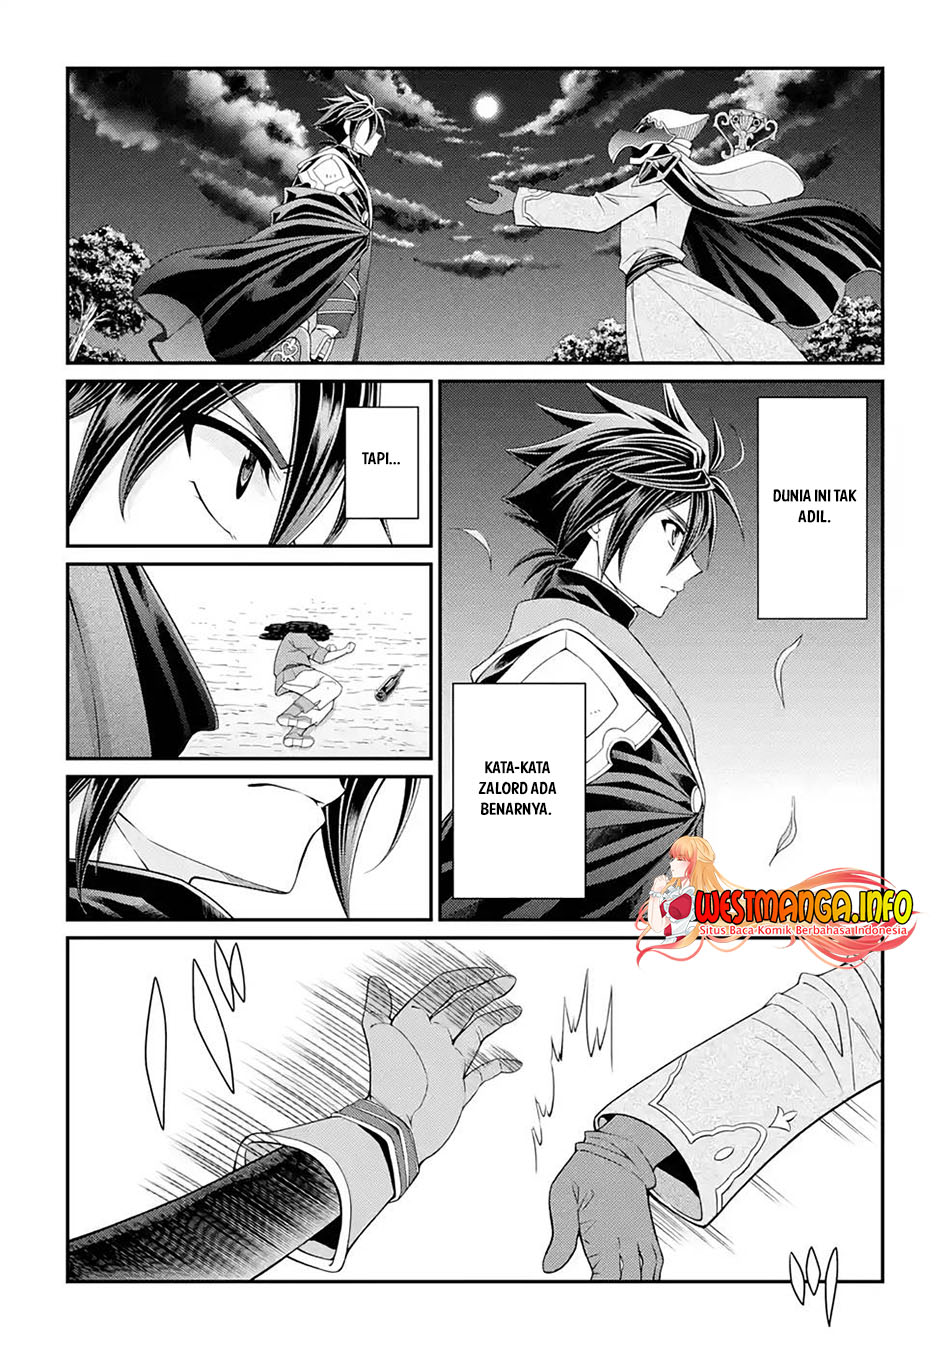 DUNIA INI TAK
ADIL.
KATA-KATA
ZALORD ADA
BENARNYA.
TAPI...
WESTMANGA.INFO
Situs Baca Komik Berbahasa Indonesia